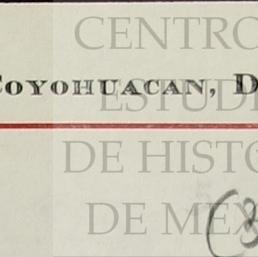 CENTRO
COYOHUACAN, D
ESTUDI
DE HISTO
DE MEX